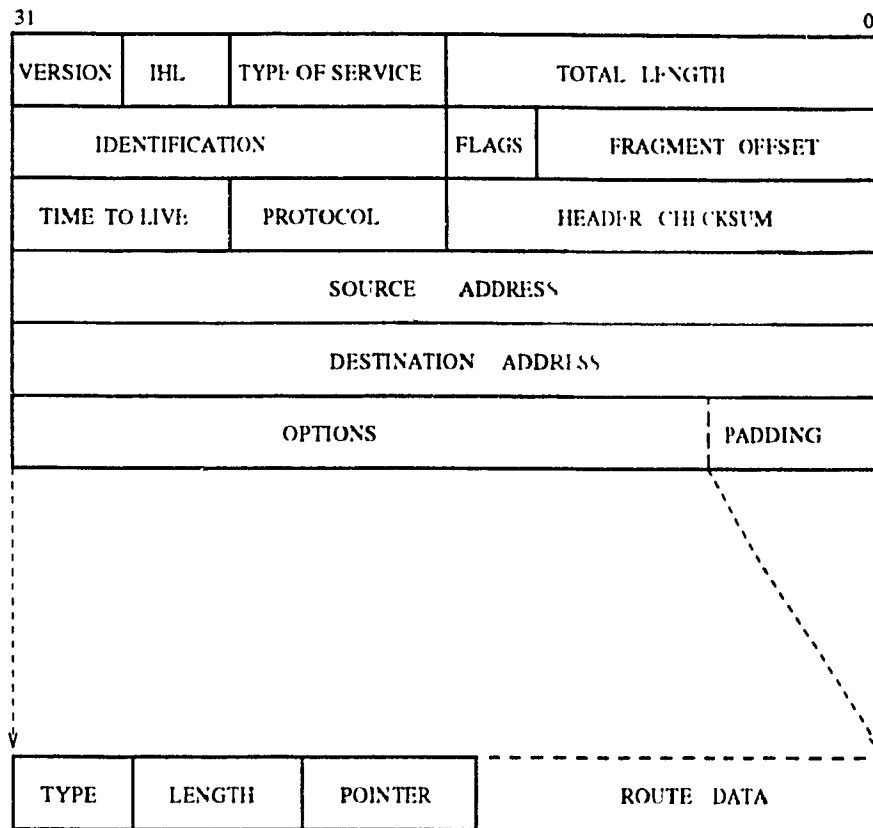 31 0
VERSION IHL TYPE OF SERVICE TOTAL LENGTH
IDENTIFICATION FLAGS FRAGMENT OFFSET
TIME TO LIVE PROTOCOL HEADER CHECKSUM
SOURCE ADDRESS
DESTINATION ADDRESS
OPTIONS PADDING
TYPE LENGTH POINTER ROUTE DATA